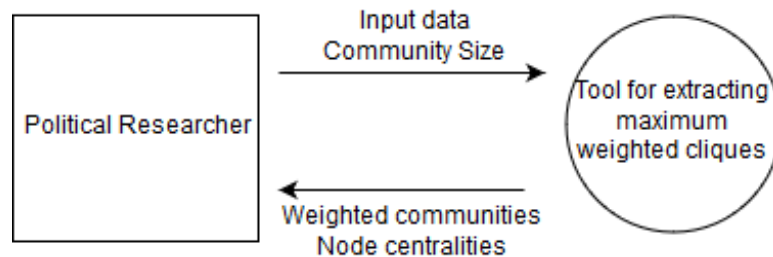 Input data
Community Size
Political Researcher
Tool for extracting
maximum
weighted cliques
Weighted communities
Node centralities